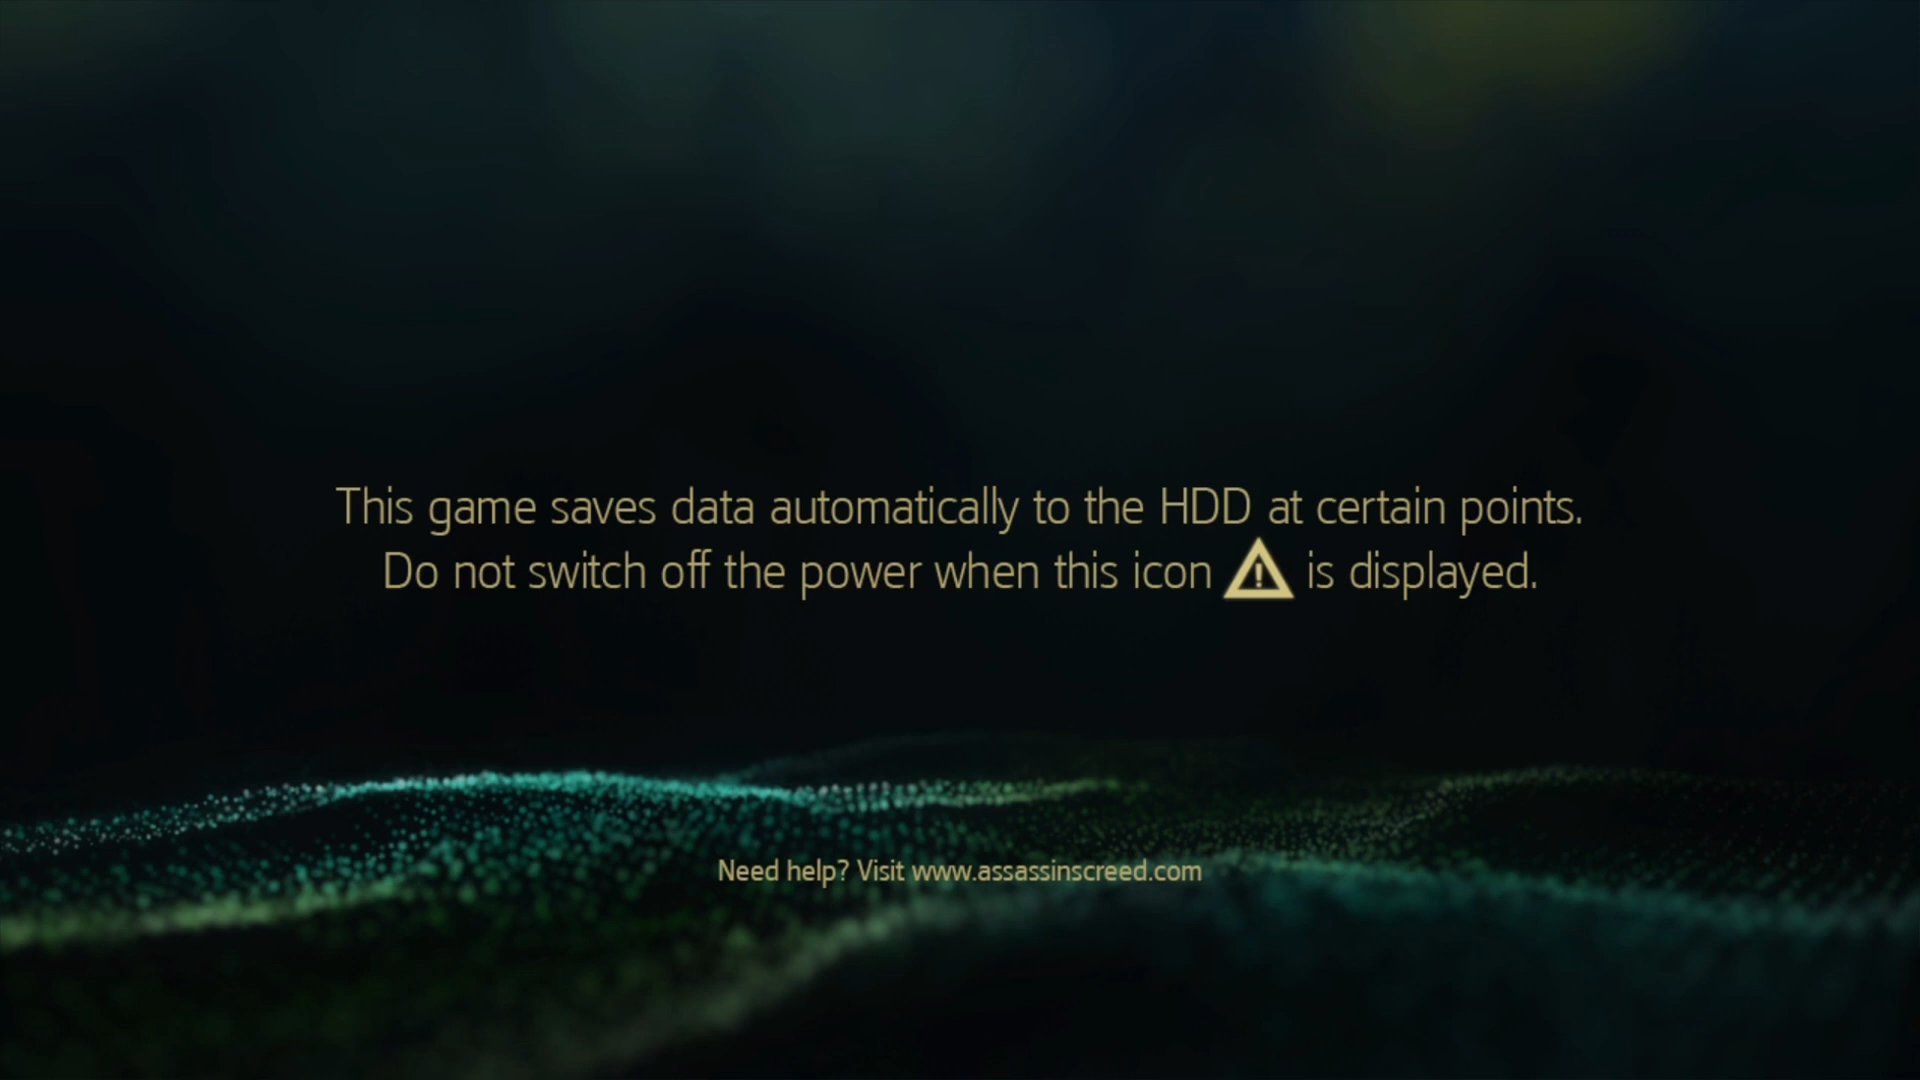 This game saves data automatically to the HDD at certain points.
Do not switch off the power when this icon ⚠ is displayed.
Need help? Visit www.assassinscreed.com